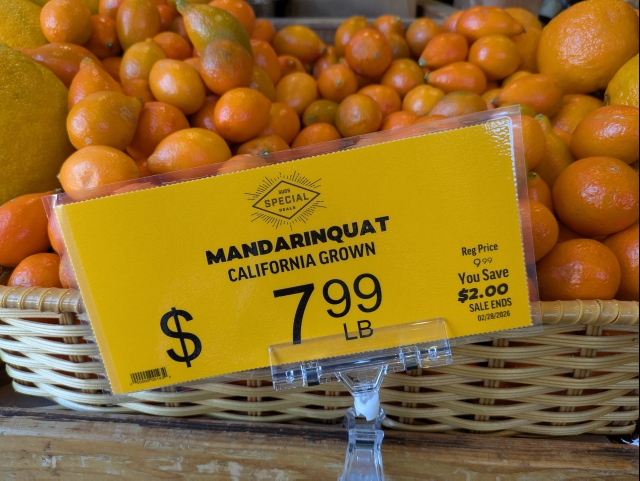 SPECIAL
DEALS
MANDARINQUAT
CALIFORNIA GROWN
$ 7 99
LB
Reg Price
9 99
You Save
$2.00
SALE ENDS
02/28/2026